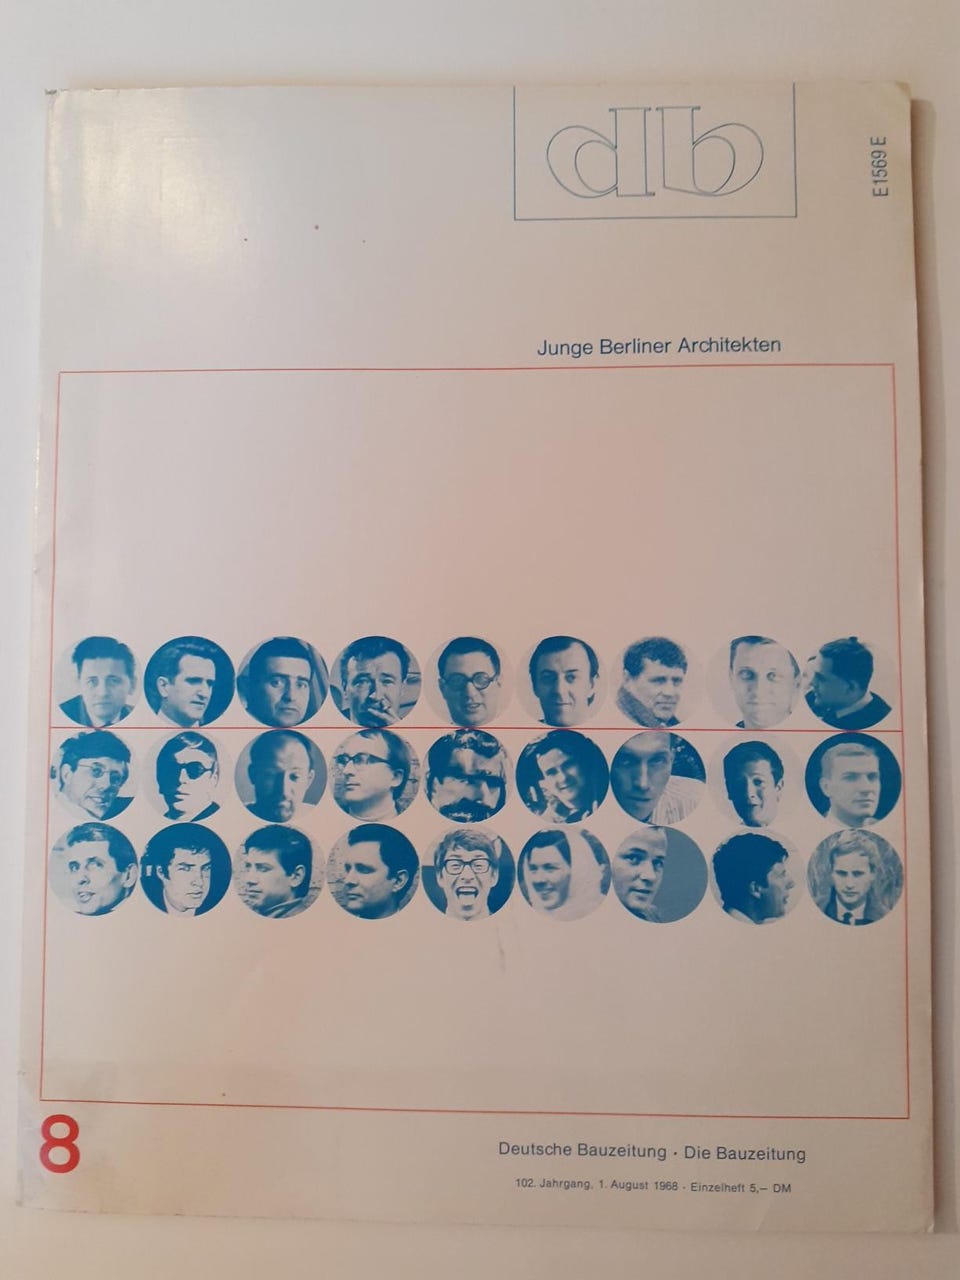 db
E 1569 E
Junge Berliner Architekten
8
Deutsche Bauzeitung · Die Bauzeitung
102. Jahrgang, 1. August 1968 · Einzelheft 5,– DM